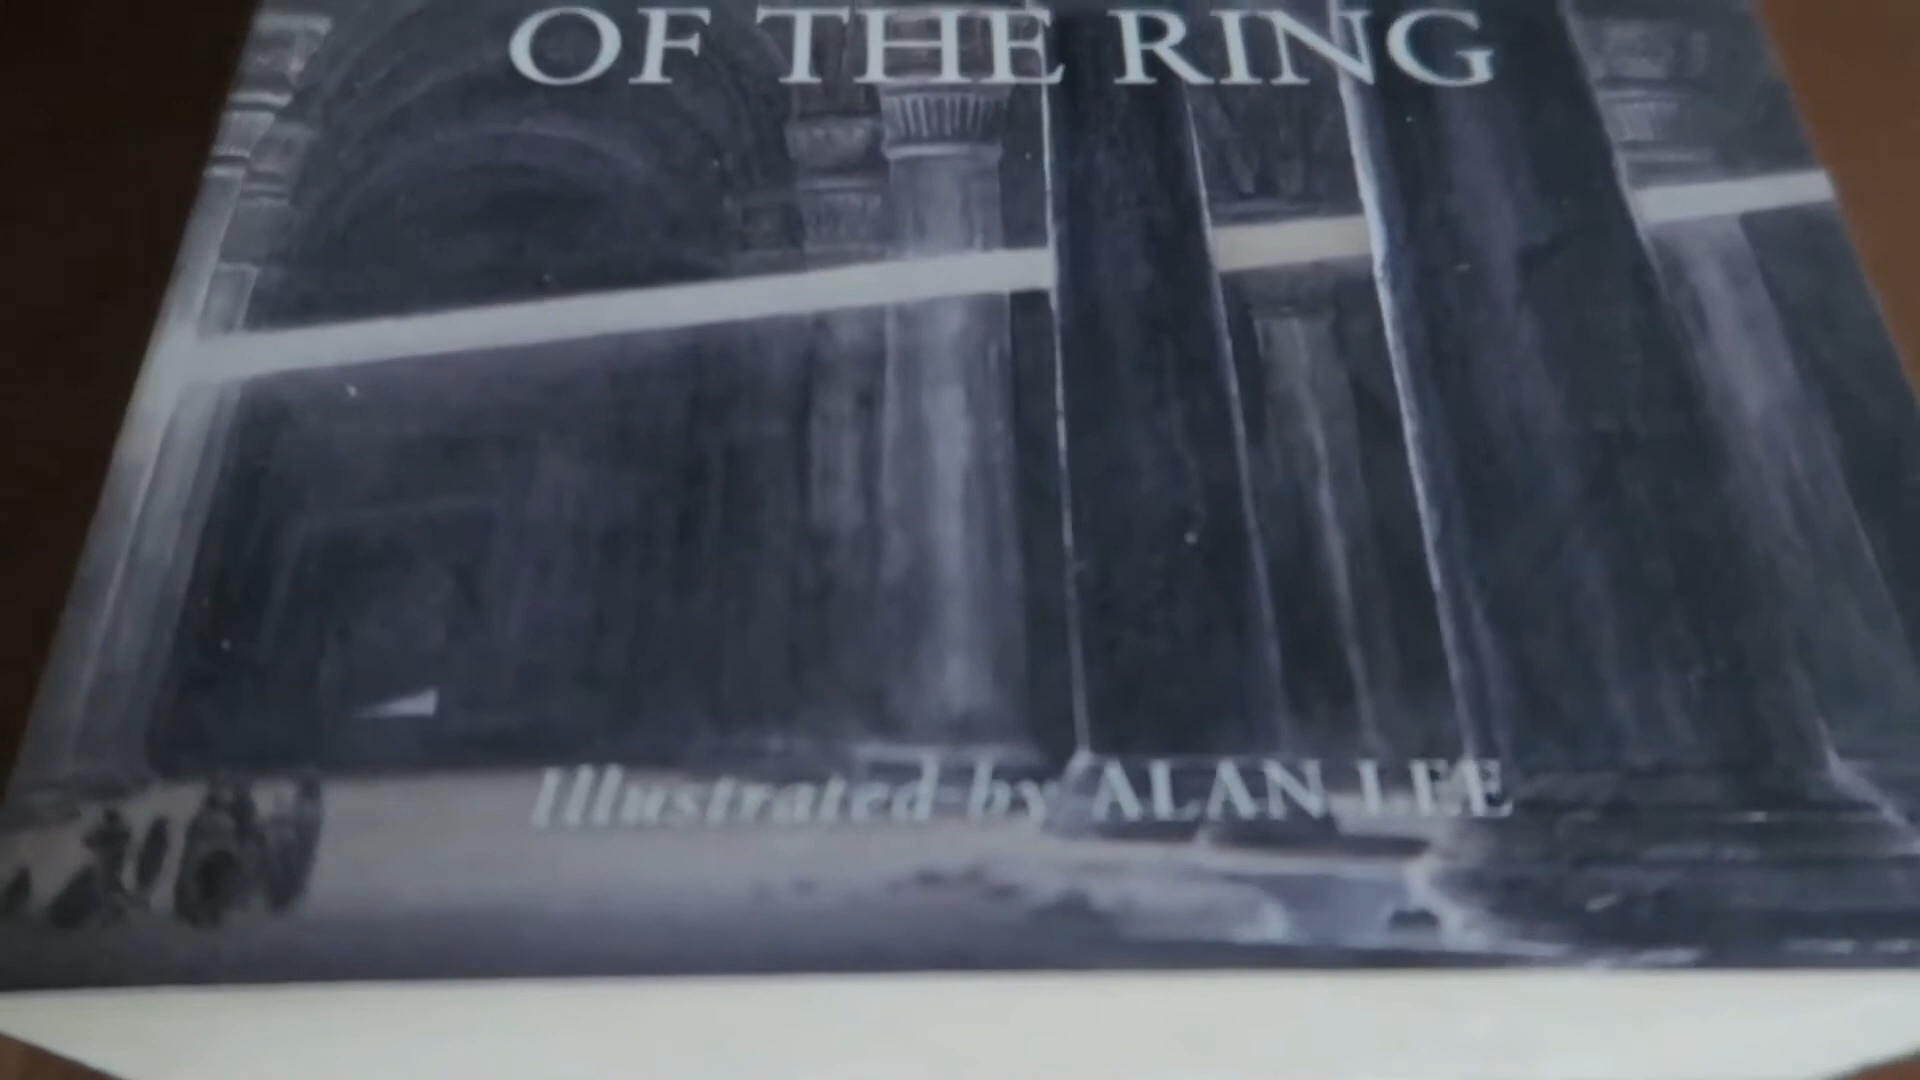 OF THE RING
Illustrated by ALAN LEE